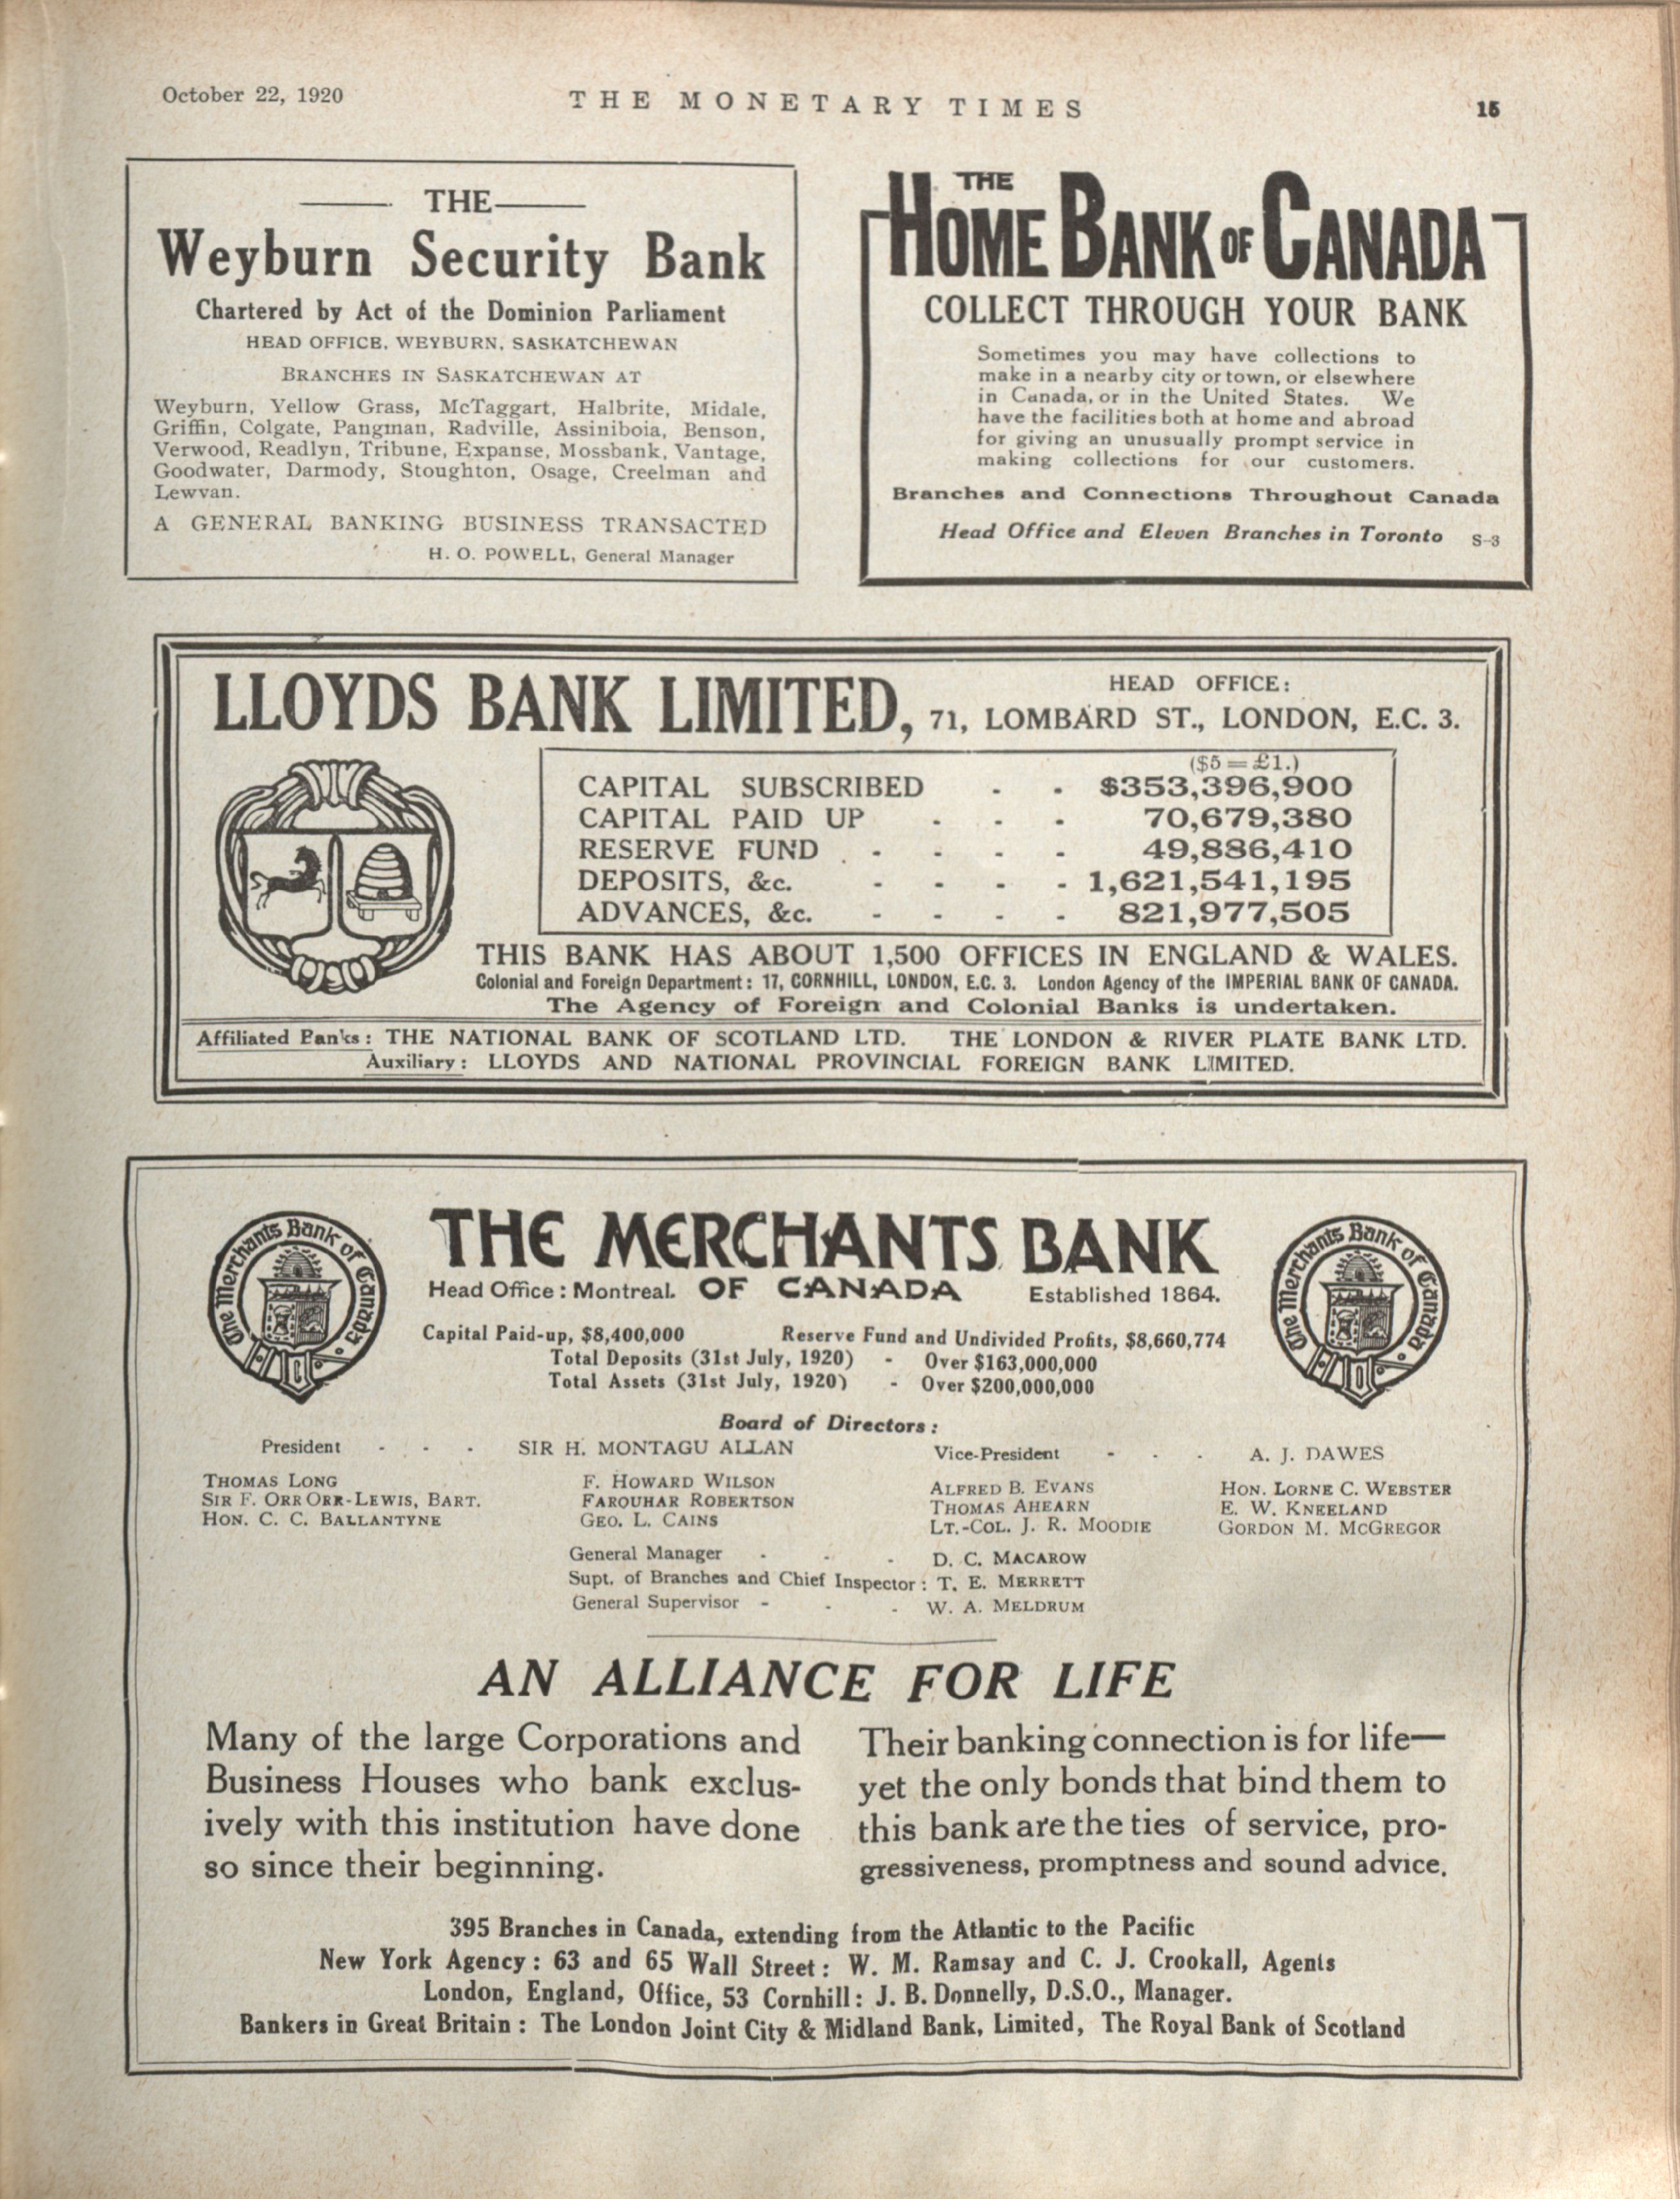 October 22, 1920
THE MONETARY TIMES
15
THE
Weyburn Security Bank
Chartered by Act of the Dominion Parliament
HEAD OFFICE, WEYBURN, SASKATCHEWAN
BRANCHES IN SASKATCHEWAN AT
Weyburn, Yellow Grass, McTaggart, Halbrite, Midale,
Griffin, Colgate, Pangman, Radville, Assiniboia, Benson,
Verwood, Readlyn, Tribune, Expanse, Mossbank, Vantage,
Goodwater, Darmody, Stoughton, Osage, Creelman and
Lewvan.
A GENERAL BANKING BUSINESS TRANSACTED
H. O. POWELL, General Manager
THE
HOME BANK OF CANADA
COLLECT THROUGH YOUR BANK
Sometimes you may have collections to
make in a nearby city or town, or elsewhere
in Canada, or in the United States. We
have the facilities both at home and abroad
for giving an unusually prompt service in
making collections for our customers.
Branches and Connections Throughout Canada
Head Office and Eleven Branches in Toronto S-3
LLOYDS BANK LIMITED,
HEAD OFFICE:
71, LOMBARD ST., LONDON, E.C. 3.
($5 = £1.)
CAPITAL SUBSCRIBED - - $353,396,900
CAPITAL PAID UP - - - 70,679,380
RESERVE FUND - - - - 49,886,410
DEPOSITS, &c. - - - - 1,621,541,195
ADVANCES, &c. - - - - 821,977,505
THIS BANK HAS ABOUT 1,500 OFFICES IN ENGLAND & WALES.
Colonial and Foreign Department: 17, CORNHILL, LONDON, E.C. 3. London Agency of the IMPERIAL BANK OF CANADA.
The Agency of Foreign and Colonial Banks is undertaken.
Affiliated Banks: THE NATIONAL BANK OF SCOTLAND LTD. THE LONDON & RIVER PLATE BANK LTD.
Auxiliary: LLOYDS AND NATIONAL PROVINCIAL FOREIGN BANK LIMITED.
The Merchants Bank of Canada
THE MERCHANTS BANK
Head Office: Montreal. OF CANADA Established 1864.
The Merchants Bank of Canada
Capital Paid-up, $8,400,000 Reserve Fund and Undivided Profits, $8,660,774
Total Deposits (31st July, 1920) - Over $163,000,000
Total Assets (31st July, 1920) - Over $200,000,000
Board of Directors:
President - - - SIR H. MONTAGU ALLAN Vice-President - - - A. J. DAWES
THOMAS LONG F. HOWARD WILSON ALFRED B. EVANS HON. LORNE C. WEBSTER
SIR F. ORR ORR-LEWIS, BART. FARQUHAR ROBERTSON THOMAS AHEARN E. W. KNEELAND
HON. C. C. BALLANTYNE GEO. L. CAINS LT.-COL. J. R. MOODIE GORDON M. MCGREGOR
General Manager - - - D. C. MACAROW
Supt. of Branches and Chief Inspector: T. E. MERRETT
General Supervisor - - - W. A. MELDRUM
AN ALLIANCE FOR LIFE
Many of the large Corporations and
Business Houses who bank exclus-
ively with this institution have done
so since their beginning.
Their banking connection is for life—
yet the only bonds that bind them to
this bank are the ties of service, pro-
gressiveness, promptness and sound advice.
395 Branches in Canada, extending from the Atlantic to the Pacific
New York Agency: 63 and 65 Wall Street: W. M. Ramsay and C. J. Crookall, Agents
London, England, Office, 53 Cornhill: J. B. Donnelly, D.S.O., Manager.
Bankers in Great Britain: The London Joint City & Midland Bank, Limited, The Royal Bank of Scotland